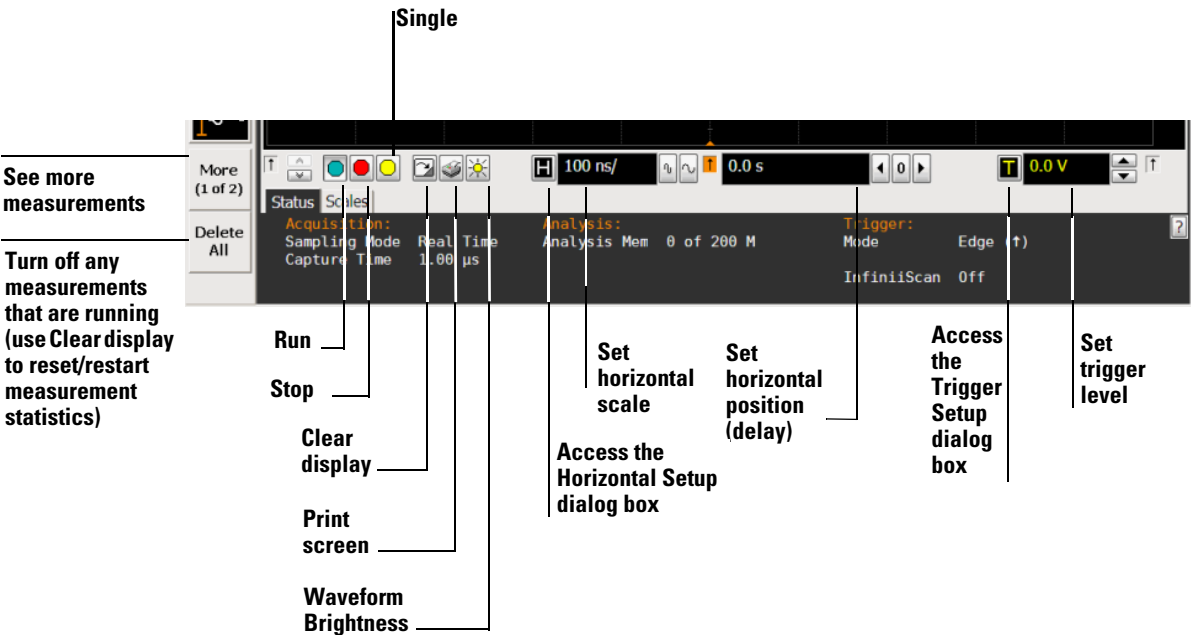 Single
See more
measurements
Turn off any
measurements
that are running
(use Clear display
to reset/restart
measurement
statistics)
More
(1 of 2)
Delete
All
H 100 ns/ 0.0 s 0 T 0.0 V
Status Scales
Acquisition: Analysis: Trigger:
Sampling Mode Real Time Analysis Mem 0 of 200 M Mode Edge (↑)
Capture Time 1.00 µs
InfiniiScan Off
?
Run
Stop
Clear
display
Print
screen
Waveform
Brightness
Set
horizontal
scale
Access the
Horizontal Setup
dialog box
Set
horizontal
position
(delay)
Access
the
Trigger
Setup
dialog
box
Set
trigger
level